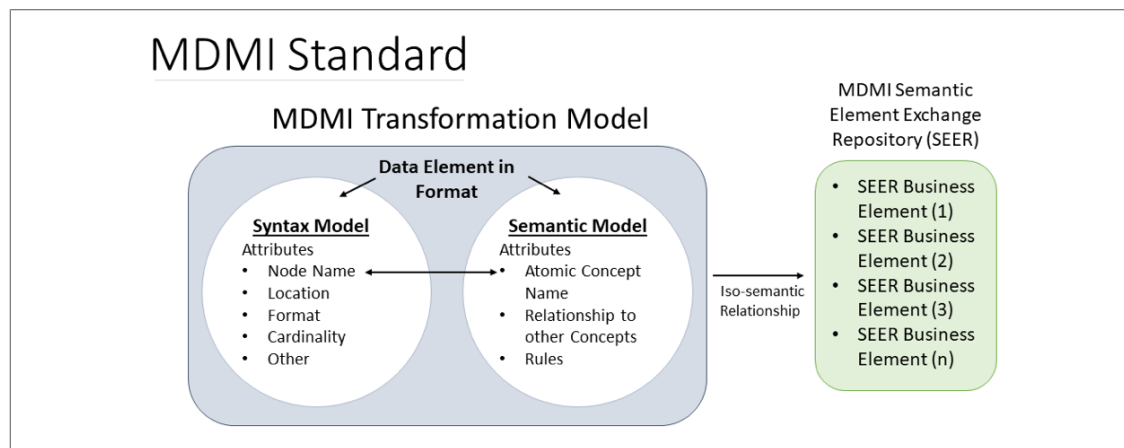 MDMI Standard
MDMI Transformation Model
Data Element in
Format
Syntax Model
Attributes
• Node Name
• Location
• Format
• Cardinality
• Other
Semantic Model
Attributes
• Atomic Concept
Name
• Relationship to
other Concepts
• Rules
Iso-semantic
Relationship
MDMI Semantic
Element Exchange
Repository (SEER)
• SEER Business
Element (1)
• SEER Business
Element (2)
• SEER Business
Element (3)
• SEER Business
Element (n)